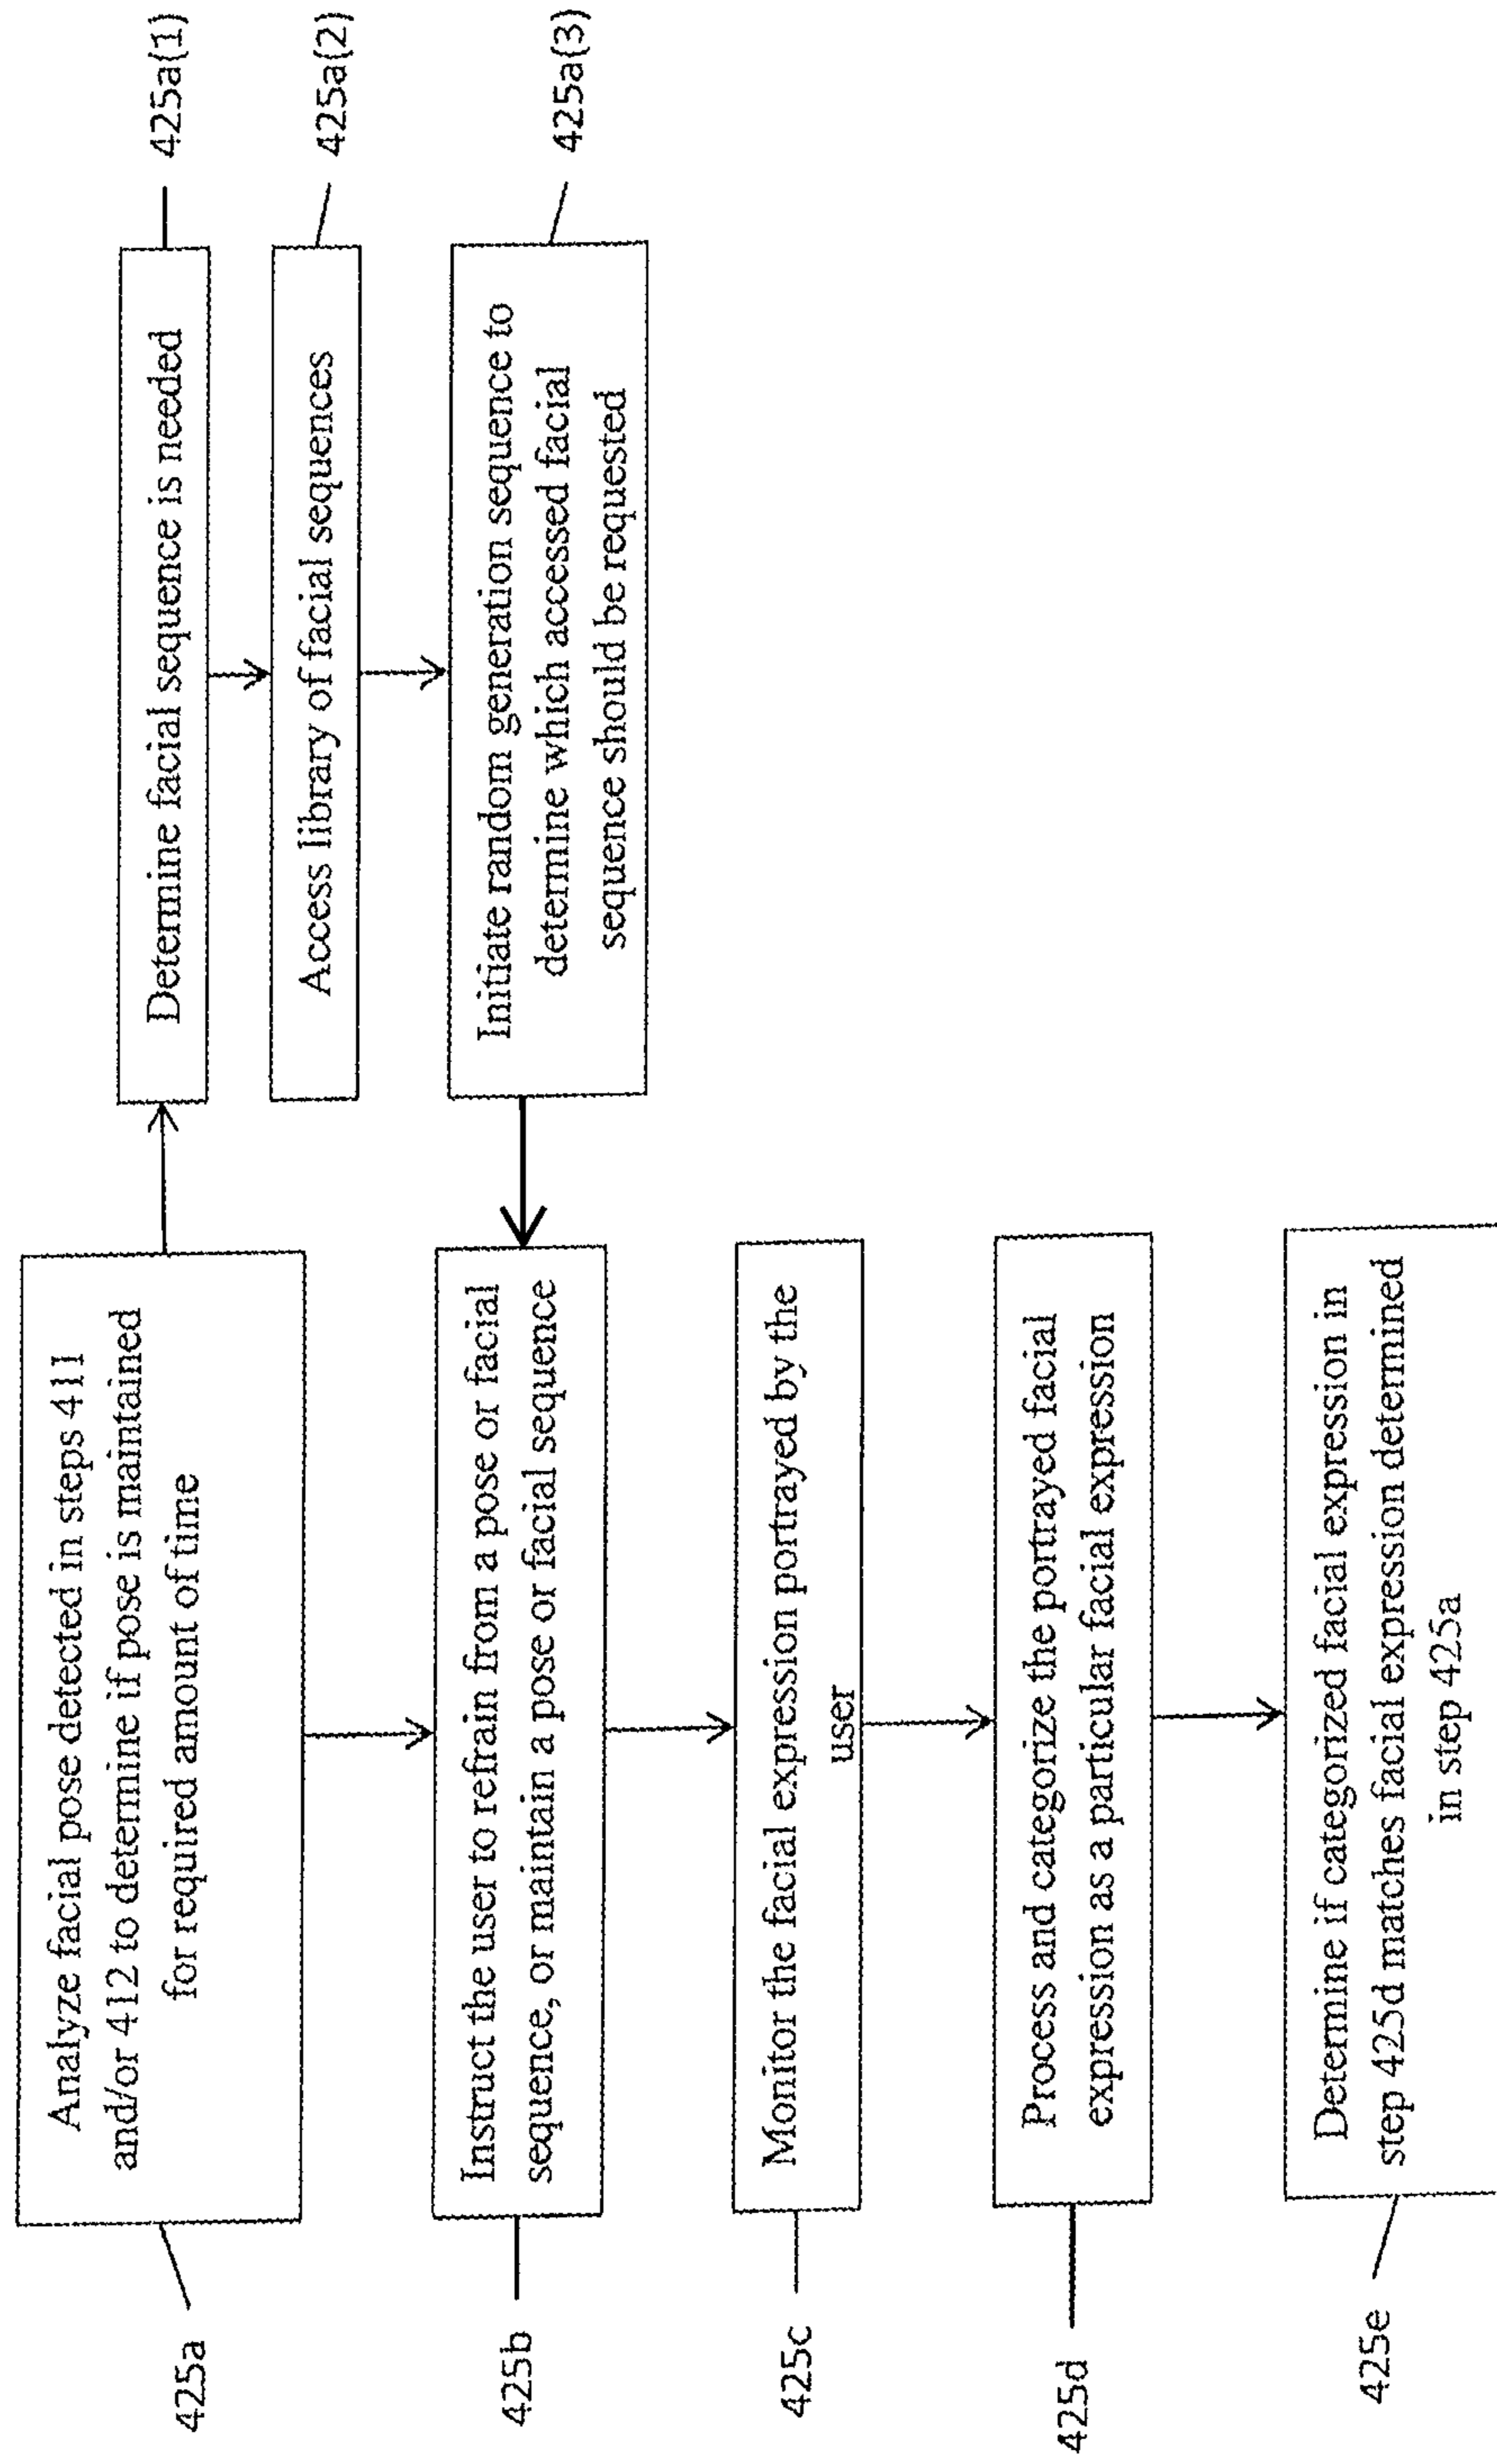 425a
Analyze facial pose detected in steps 411
and/or 412 to determine if pose is maintained
for required amount of time
Determine facial sequence is needed
425a(1)
Access library of facial sequences
425a(2)
Initiate random generation sequence to
determine which accessed facial
sequence should be requested
425a(3)
425b
Instruct the user to refrain from a pose or facial
sequence, or maintain a pose or facial sequence
425c
Monitor the facial expression portrayed by the
user
425d
Process and categorize the portrayed facial
expression as a particular facial expression
425e
Determine if categorized facial expression in
step 425d matches facial expression determined
in step 425a